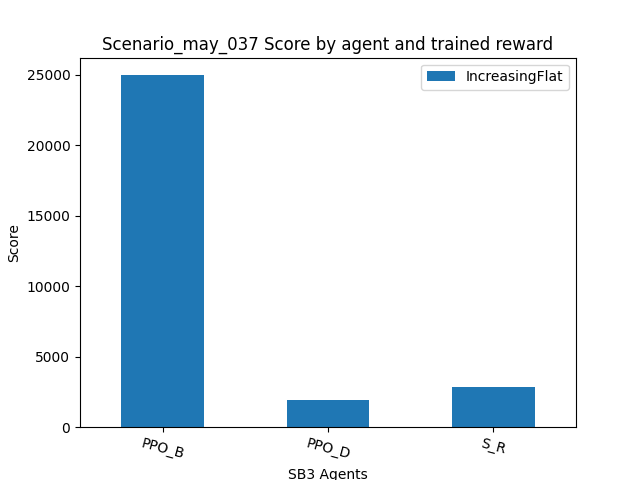 Scenario_may_037 Score by agent and trained reward
IncreasingFlat
25000
20000
15000
10000
5000
0
Score
PPO_B
PPO_D
S_R
SB3 Agents